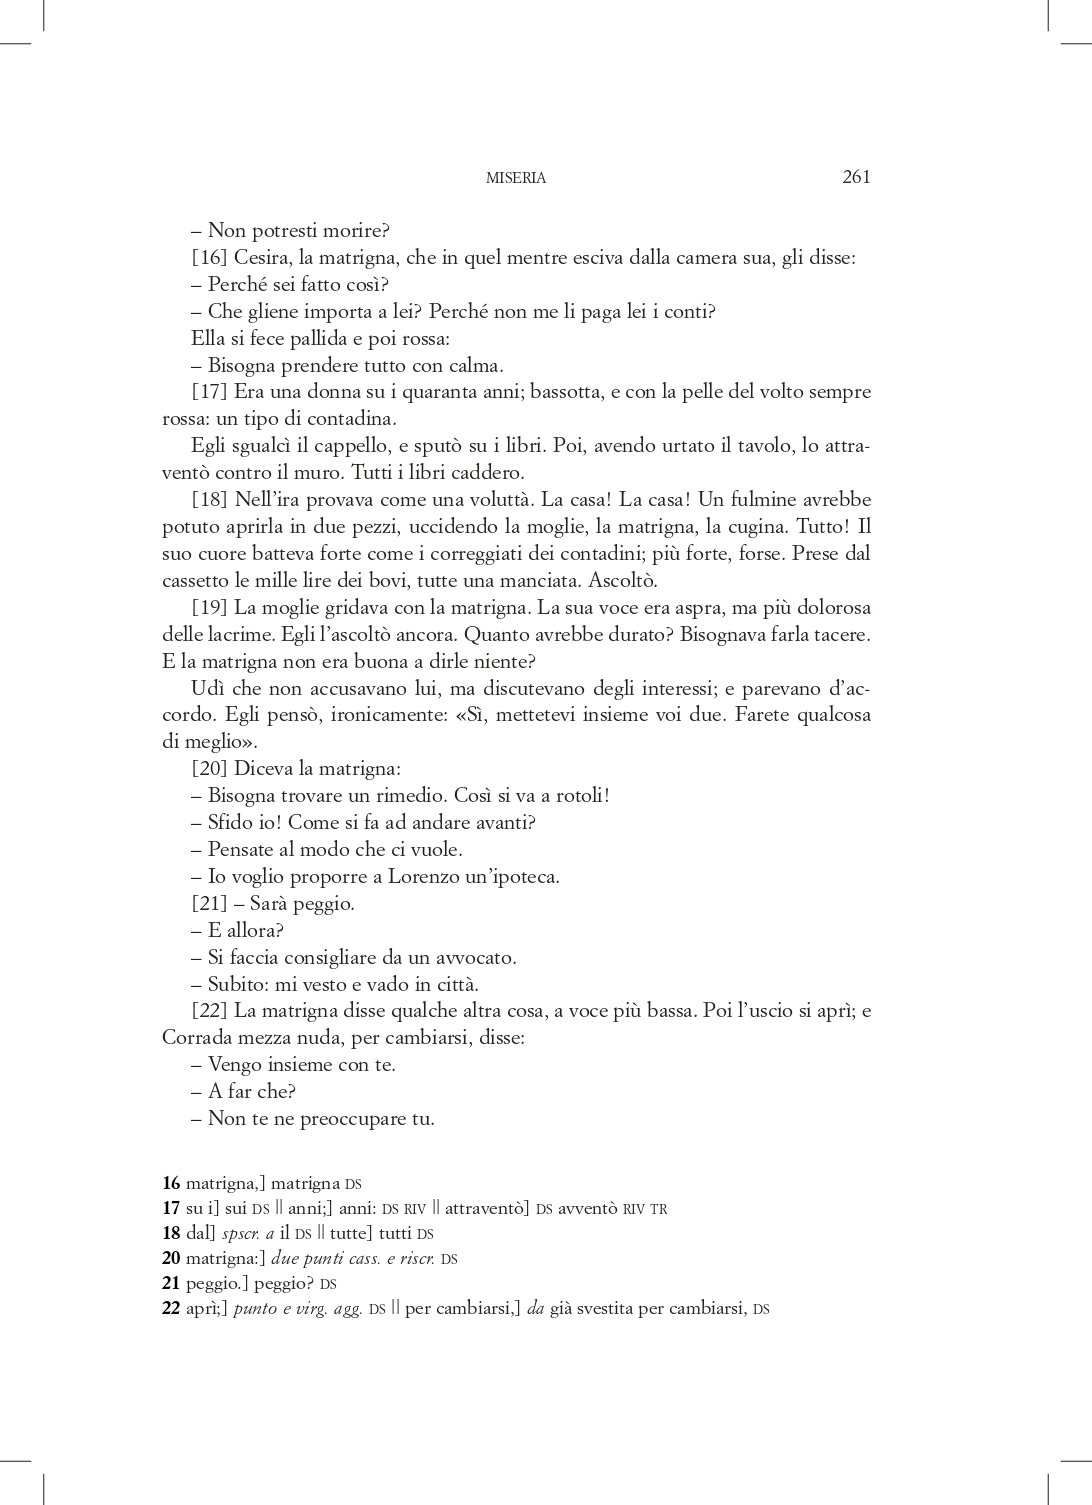 MISERIA 261
– Non potresti morire?
[16] Cesira, la matrigna, che in quel mentre esciva dalla camera sua, gli disse:
– Perché sei fatto così?
– Che gliene importa a lei? Perché non me li paga lei i conti?
Ella si fece pallida e poi rossa:
– Bisogna prendere tutto con calma.
[17] Era una donna su i quaranta anni; bassotta, e con la pelle del volto sempre
rossa: un tipo di contadina.
Egli sgualcì il cappello, e sputò su i libri. Poi, avendo urtato il tavolo, lo attra-
ventò contro il muro. Tutti i libri caddero.
[18] Nell’ira provava come una voluttà. La casa! La casa! Un fulmine avrebbe
potuto aprirla in due pezzi, uccidendo la moglie, la matrigna, la cugina. Tutto! Il
suo cuore batteva forte come i correggiati dei contadini; più forte, forse. Prese dal
cassetto le mille lire dei bovi, tutte una manciata. Ascoltò.
[19] La moglie gridava con la matrigna. La sua voce era aspra, ma più dolorosa
delle lacrime. Egli l’ascoltò ancora. Quanto avrebbe durato? Bisognava farla tacere.
E la matrigna non era buona a dirle niente?
Udì che non accusavano lui, ma discutevano degli interessi; e parevano d’ac-
cordo. Egli pensò, ironicamente: «Sì, mettetevi insieme voi due. Farete qualcosa
di meglio».
[20] Diceva la matrigna:
– Bisogna trovare un rimedio. Così si va a rotoli!
– Sfido io! Come si fa ad andare avanti?
– Pensate al modo che ci vuole.
– Io voglio proporre a Lorenzo un’ipoteca.
[21] – Sarà peggio.
– E allora?
– Si faccia consigliare da un avvocato.
– Subito: mi vesto e vado in città.
[22] La matrigna disse qualche altra cosa, a voce più bassa. Poi l’uscio si aprì; e
Corrada mezza nuda, per cambiarsi, disse:
– Vengo insieme con te.
– A far che?
– Non te ne preoccupare tu.
16 matrigna,] matrigna DS
17 su i] sui DS || anni;] anni: DS RIV || attraventò] DS avventò RIV TR
18 dal] spscr. a il DS || tutte] tutti DS
20 matrigna:] due punti cass. e riscr. DS
21 peggio.] peggio? DS
22 aprì;] punto e virg. agg. DS || per cambiarsi,] da già svestita per cambiarsi, DS